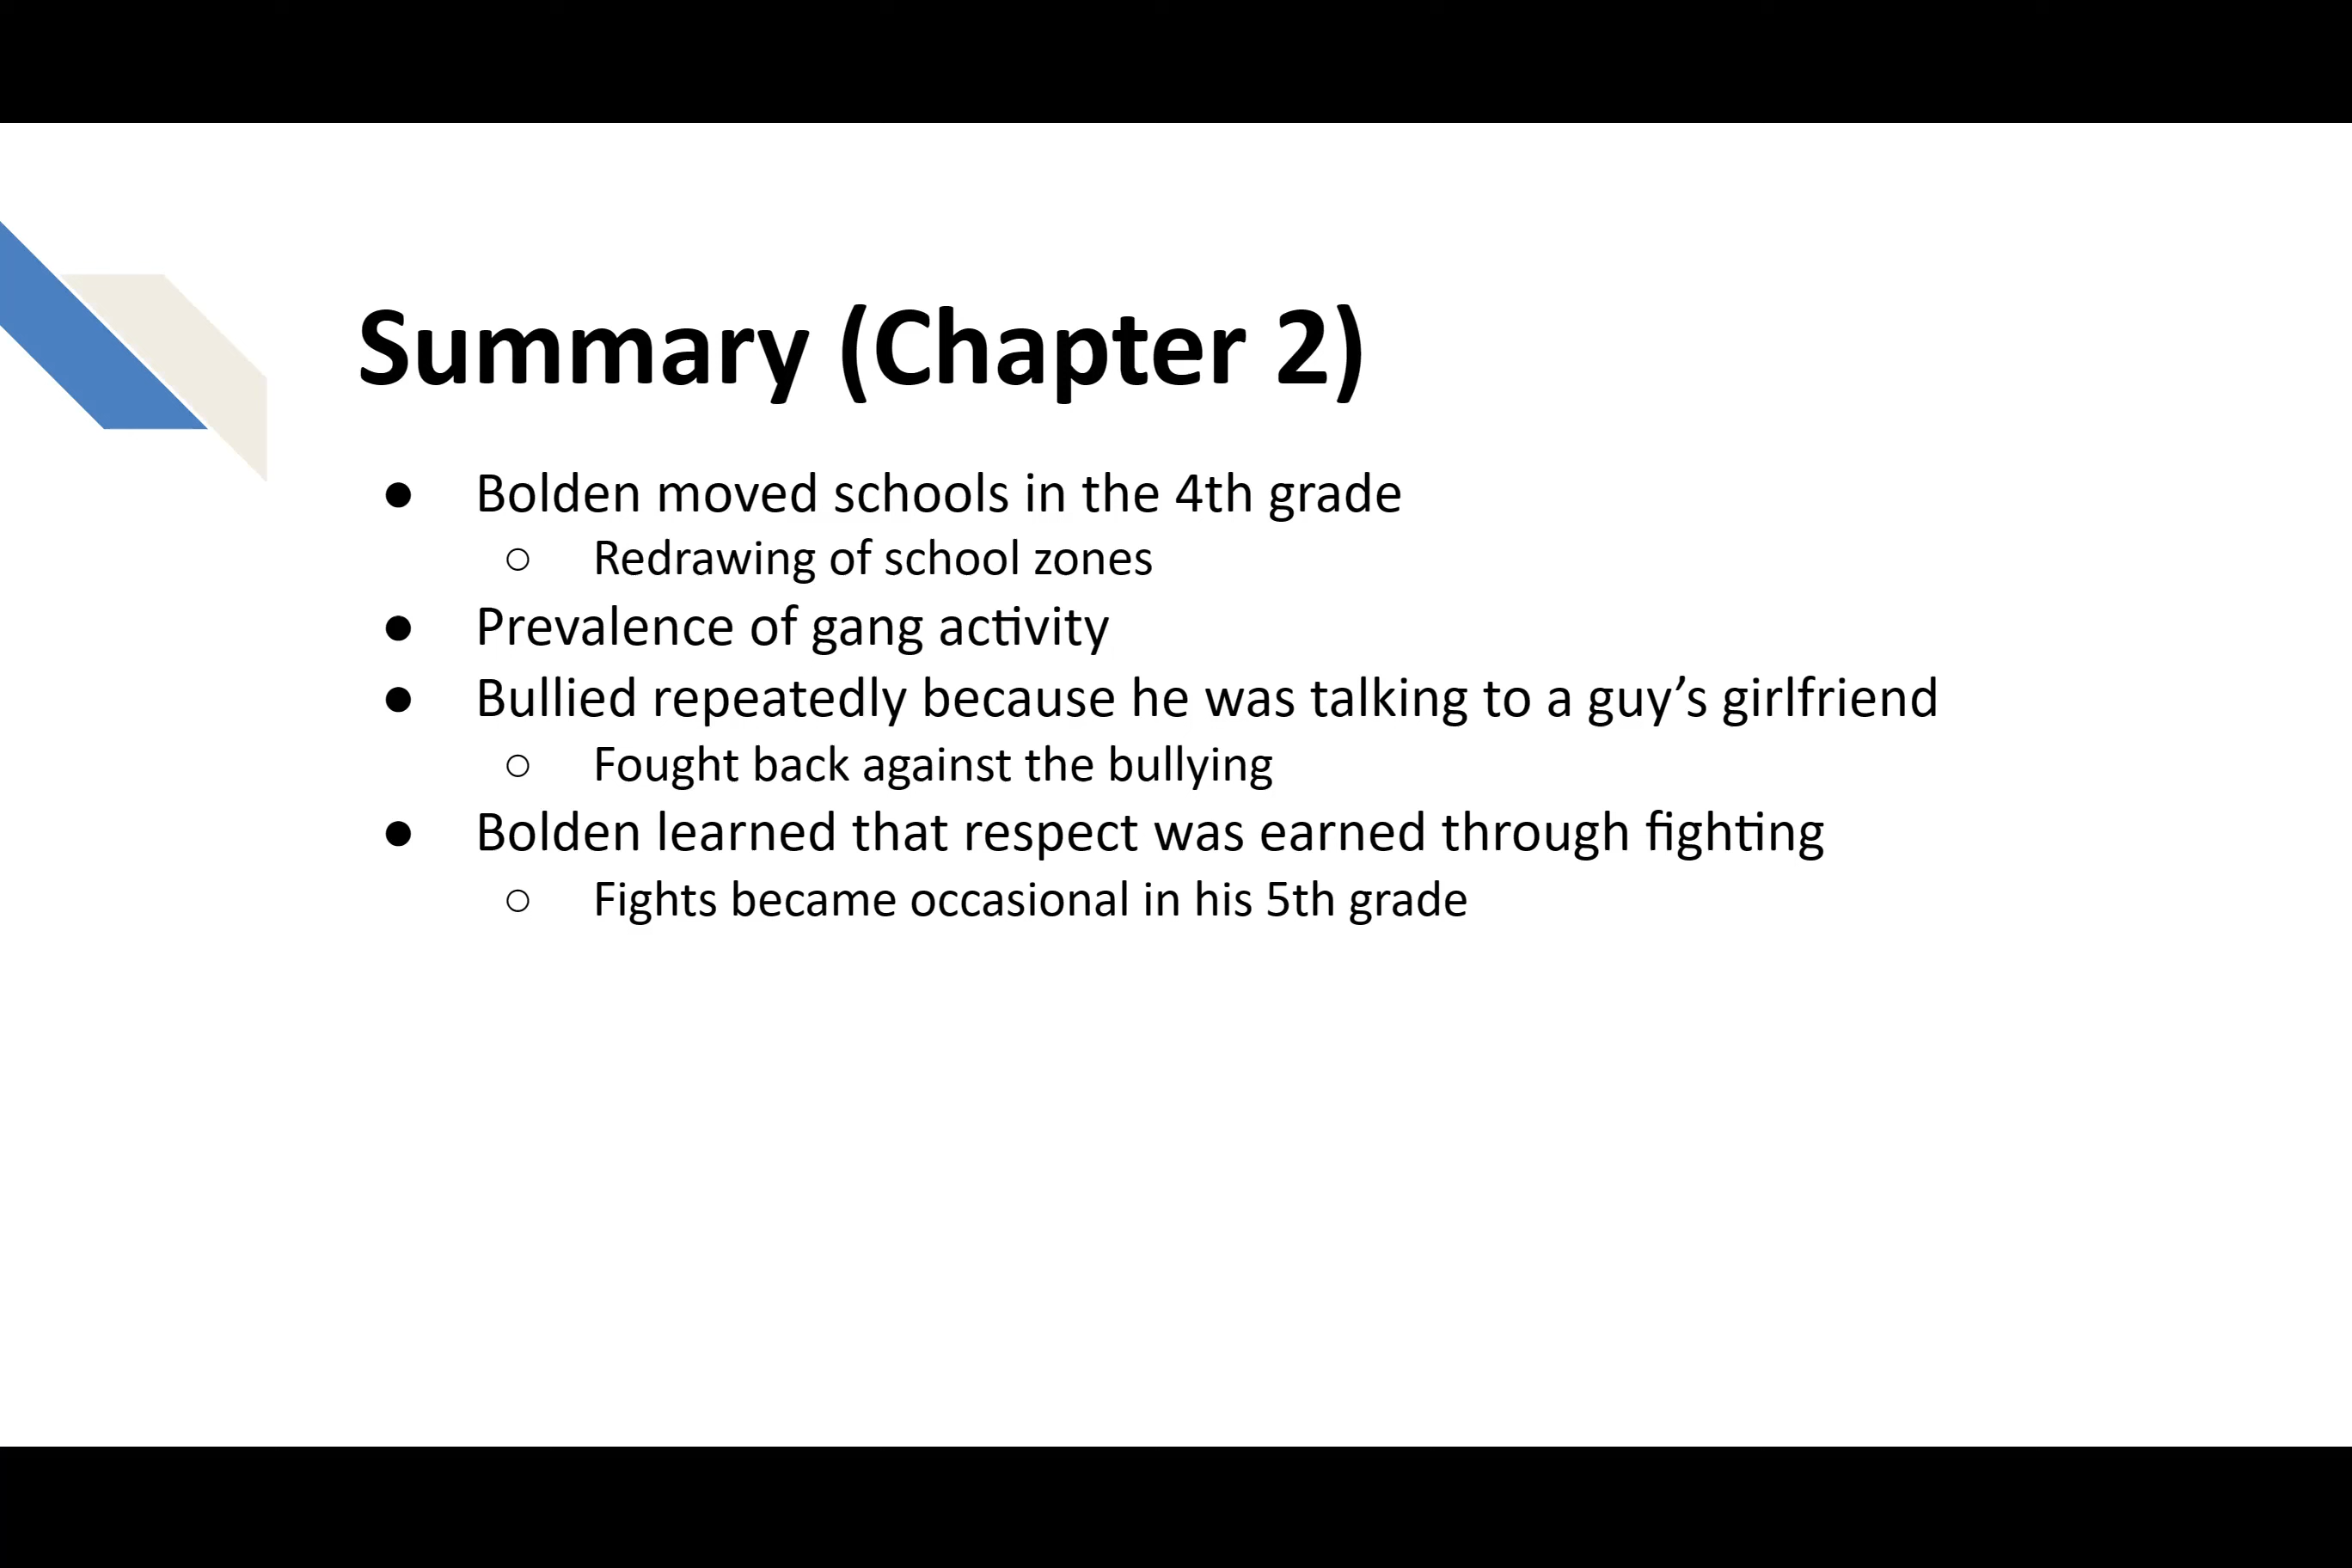 Summary (Chapter 2)
● Bolden moved schools in the 4th grade
○ Redrawing of school zones
● Prevalence of gang activity
● Bullied repeatedly because he was talking to a guy’s girlfriend
○ Fought back against the bullying
● Bolden learned that respect was earned through fighting
○ Fights became occasional in his 5th grade